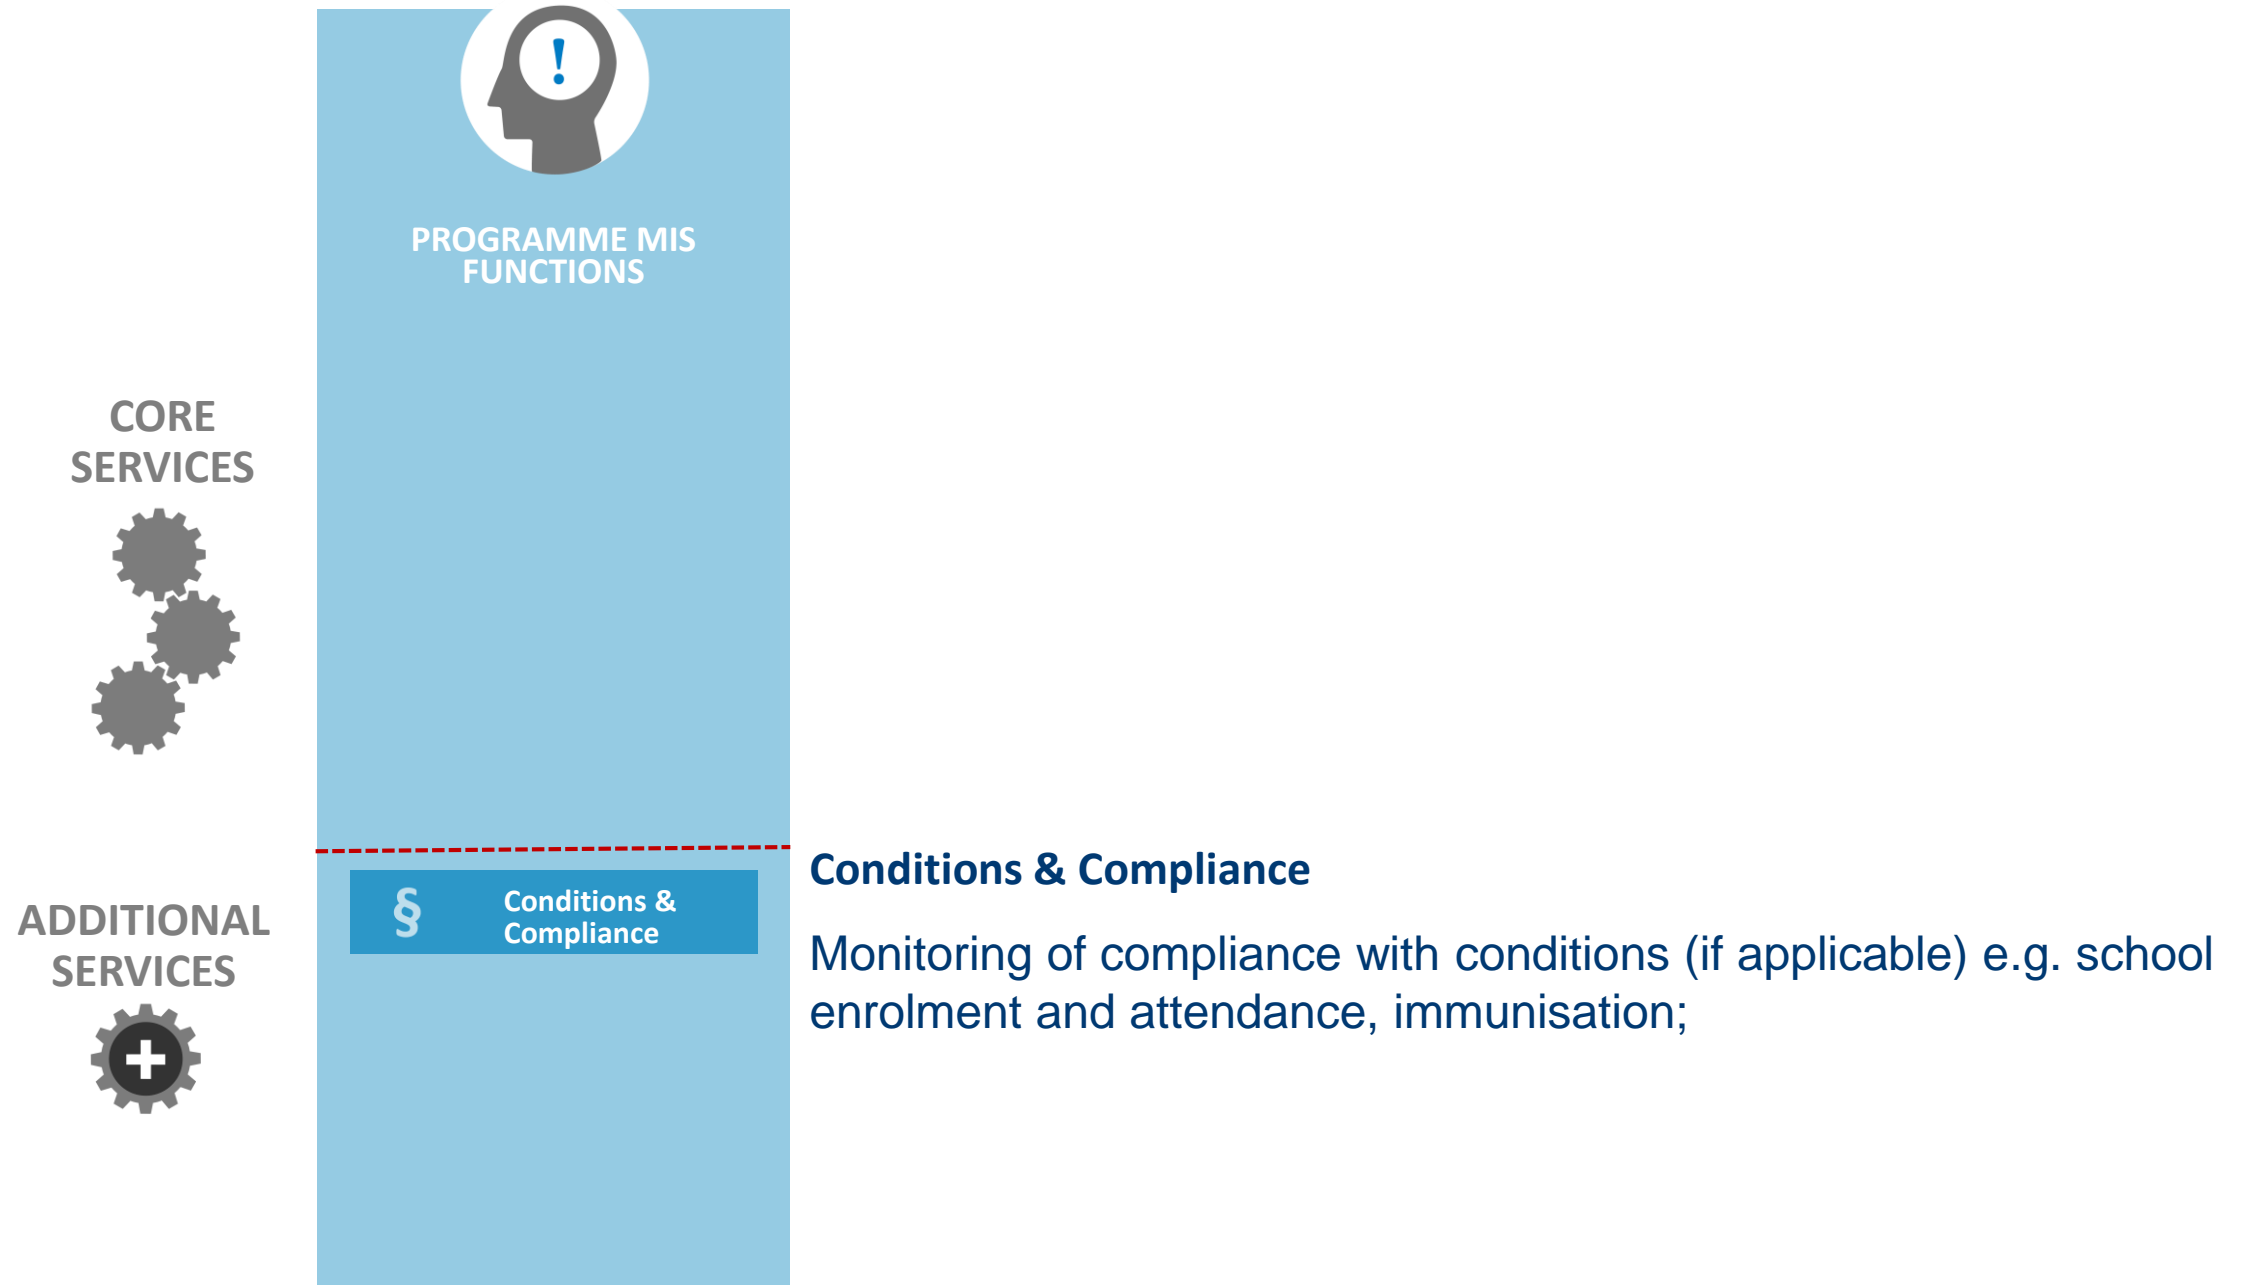 !
PROGRAMME MIS
FUNCTIONS
CORE
SERVICES
ADDITIONAL
SERVICES
§
Conditions &
Compliance
Conditions & Compliance
Monitoring of compliance with conditions (if applicable) e.g. school
enrolment and attendance, immunisation;